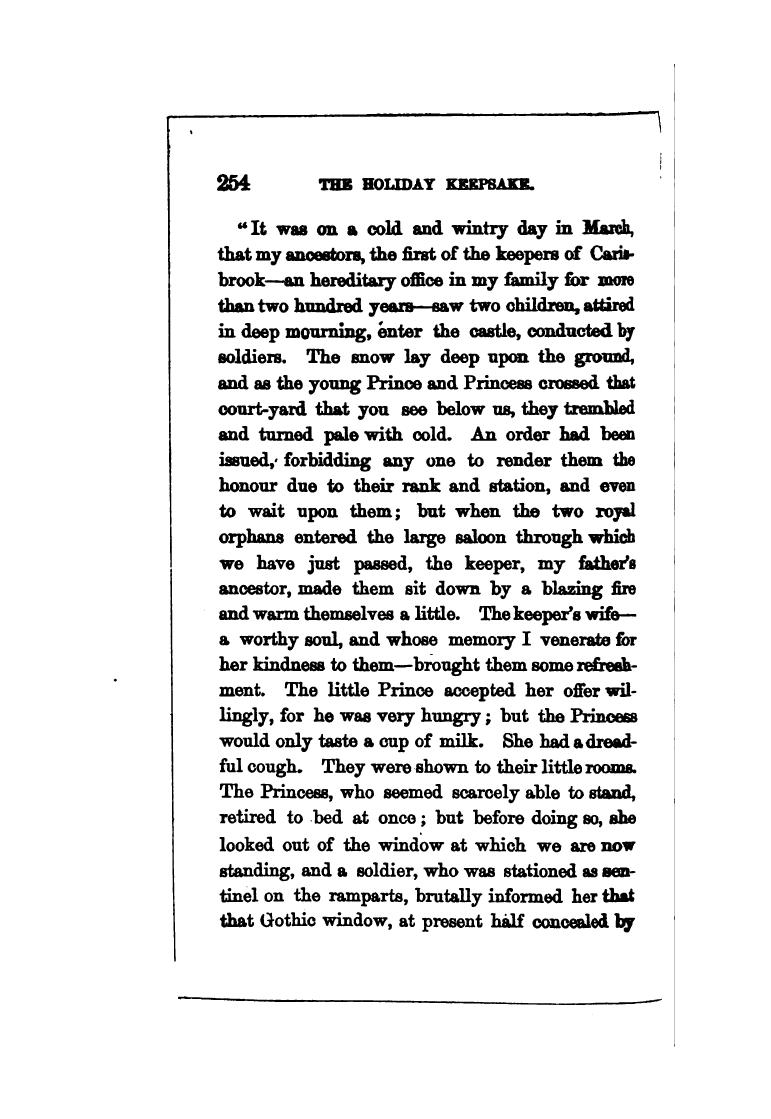 254 THE HOLIDAY KEEPSAKE.
"It was on a cold and wintry day in March,
that my ancestors, the first of the keepers of Caris-
brook—an hereditary office in my family for more
than two hundred years—saw two children, attired
in deep mourning, enter the castle, conducted by
soldiers. The snow lay deep upon the ground,
and as the young Prince and Princess crossed that
court-yard that you see below us, they trembled
and turned pale with cold. An order had been
issued, forbidding any one to render them the
honour due to their rank and station, and even
to wait upon them; but when the two royal
orphans entered the large saloon through which
we have just passed, the keeper, my father's
ancestor, made them sit down by a blazing fire
and warm themselves a little. The keeper's wife—
a worthy soul, and whose memory I venerate for
her kindness to them—brought them some refresh-
ment. The little Prince accepted her offer wil-
lingly, for he was very hungry; but the Princess
would only taste a cup of milk. She had a dread-
ful cough. They were shown to their little rooms.
The Princess, who seemed scarcely able to stand,
retired to bed at once; but before doing so, she
looked out of the window at which we are now
standing, and a soldier, who was stationed as sen-
tinel on the ramparts, brutally informed her that
that Gothic window, at present half concealed by